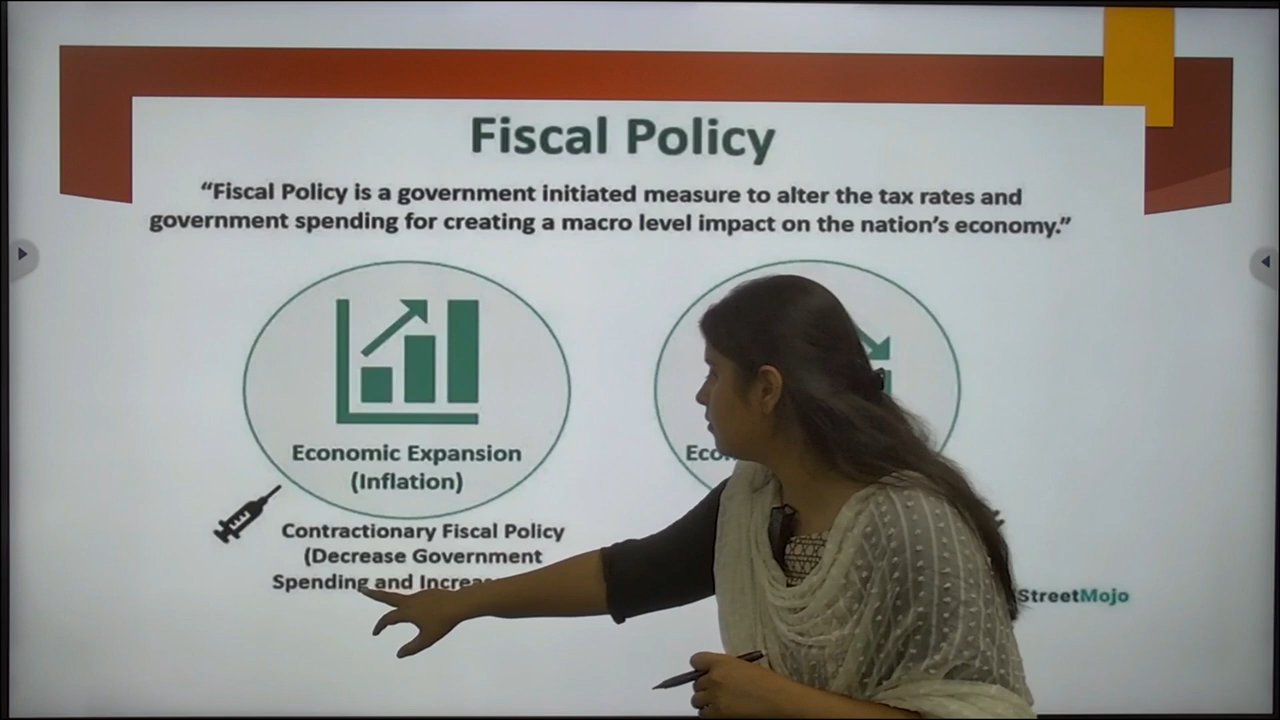 Fiscal Policy
“Fiscal Policy is a government initiated measure to alter the tax rates and
government spending for creating a macro level impact on the nation’s economy.”
Economic Expansion
(Inflation)
Contractionary Fiscal Policy
(Decrease Government
Spending and
StreetMojo